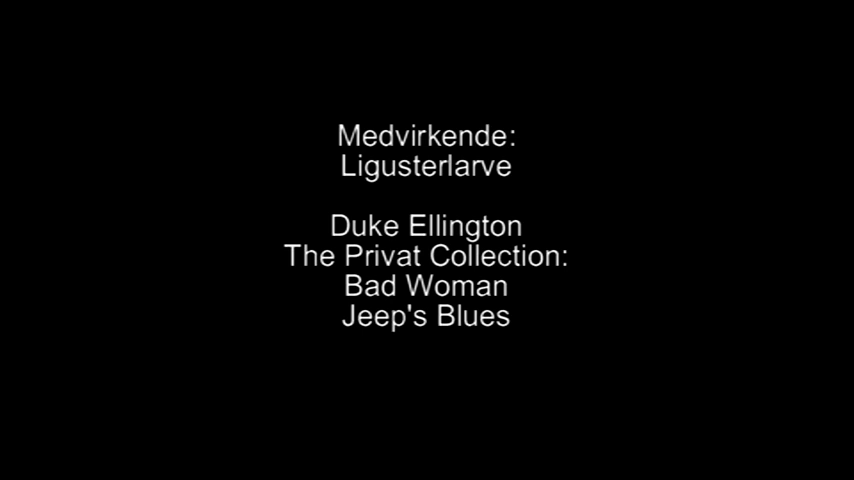 Medvirkende:
Ligusterlarve
Duke Ellington
The Privat Collection:
Bad Woman
Jeep's Blues